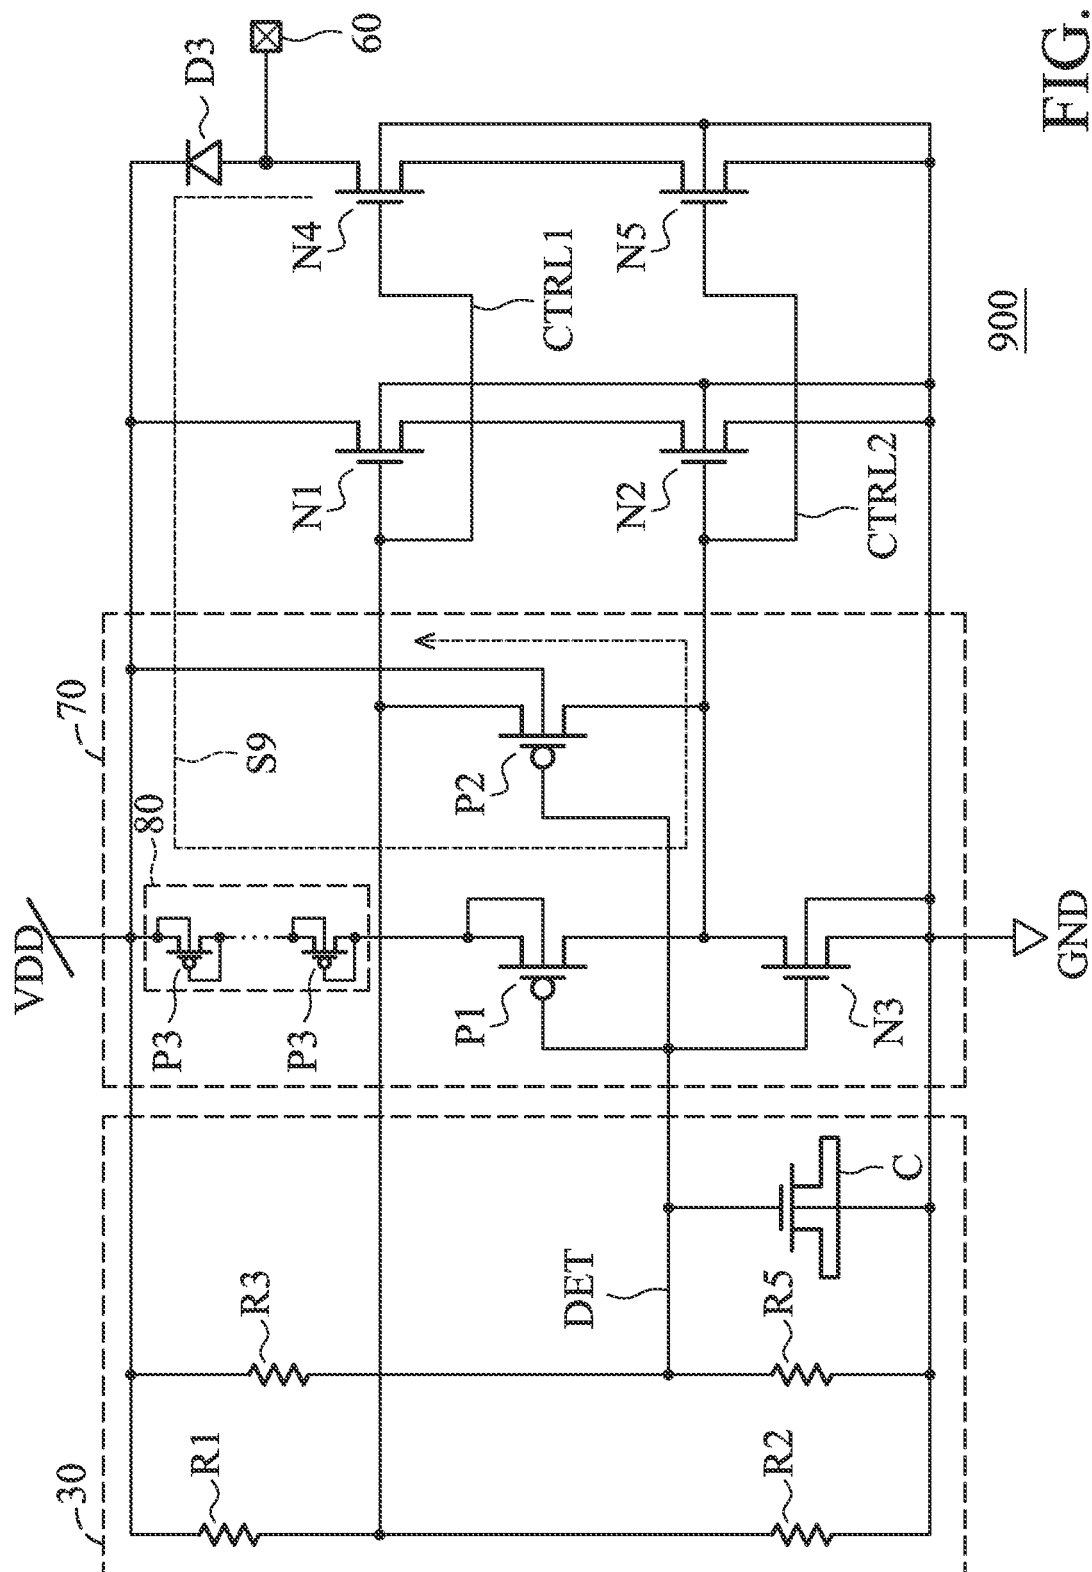 VDD
30
70
80
R1
R3
P3
P3
S9
D3
60
N1
N4
CTRL1
P1
P2
DET
N2
N5
R2
R5
C
N3
CTRL2
GND
900
FIG.